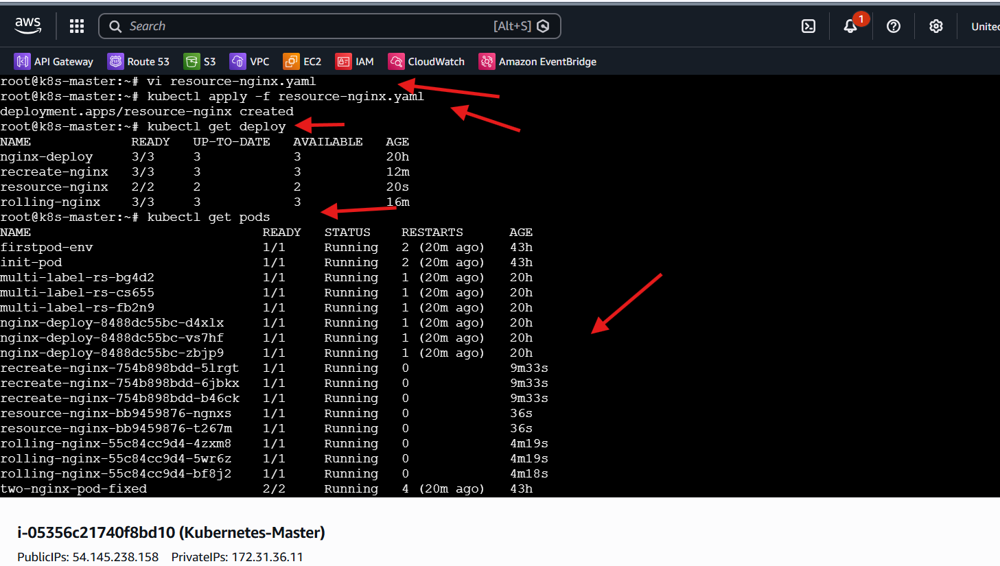 aws Search [Alt+S] 1 United
API Gateway Route 53 S3 VPC EC2 IAM CloudWatch Amazon EventBridge
root@k8s-master:~# vi resource-nginx.yaml
root@k8s-master:~# kubectl apply -f resource-nginx.yaml
deployment.apps/resource-nginx created
root@k8s-master:~# kubectl get deploy
NAME READY UP-TO-DATE AVAILABLE AGE
nginx-deploy 3/3 3 3 20h
recreate-nginx 3/3 3 3 12m
resource-nginx 2/2 2 2 20s
rolling-nginx 3/3 3 3 16m
root@k8s-master:~# kubectl get pods
NAME READY STATUS RESTARTS AGE
firstpod-env 1/1 Running 2 (20m ago) 43h
init-pod 1/1 Running 2 (20m ago) 43h
multi-label-rs-bg4d2 1/1 Running 1 (20m ago) 20h
multi-label-rs-cs655 1/1 Running 1 (20m ago) 20h
multi-label-rs-fb2n9 1/1 Running 1 (20m ago) 20h
nginx-deploy-8488dc55bc-d4xlx 1/1 Running 1 (20m ago) 20h
nginx-deploy-8488dc55bc-vs7hf 1/1 Running 1 (20m ago) 20h
nginx-deploy-8488dc55bc-zbjp9 1/1 Running 1 (20m ago) 20h
recreate-nginx-754b898bdd-5lrgt 1/1 Running 0 9m33s
recreate-nginx-754b898bdd-6jbkx 1/1 Running 0 9m33s
recreate-nginx-754b898bdd-b46ck 1/1 Running 0 9m33s
resource-nginx-bb9459876-ngnxs 1/1 Running 0 36s
resource-nginx-bb9459876-t267m 1/1 Running 0 36s
rolling-nginx-55c84cc9d4-4zxm8 1/1 Running 0 4m19s
rolling-nginx-55c84cc9d4-5wr6z 1/1 Running 0 4m19s
rolling-nginx-55c84cc9d4-bf8j2 1/1 Running 0 4m18s
two-nginx-pod-fixed 2/2 Running 4 (20m ago) 43h
i-05356c21740f8bd10 (Kubernetes-Master)
PublicIPs: 54.145.238.158 PrivateIPs: 172.31.36.11